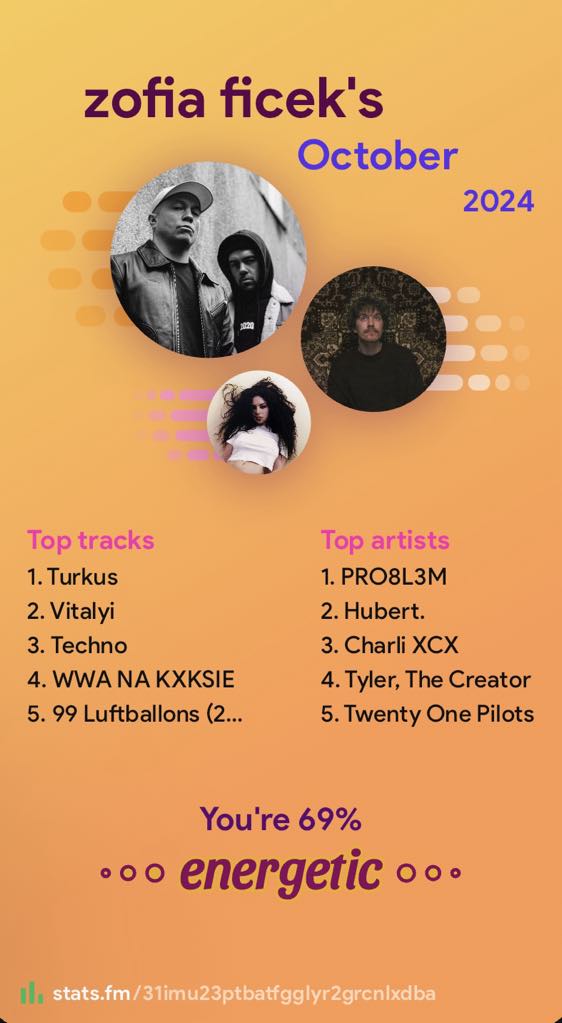 zofia ficek's
October
2024
2020
Top tracks
1. Turkus
2. Vitalyi
3. Techno
4. WWA NA KXKSIE
5. 99 Luftballons (2...
Top artists
1. PRO8L3M
2. Hubert.
3. Charli XCX
4. Tyler, The Creator
5. Twenty One Pilots
You're 69%
energetic
stats.fm/31imu23ptbatfgglyr2grcnlxdba